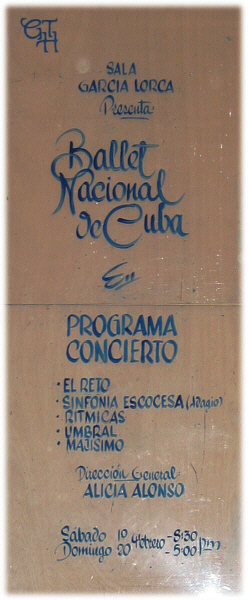 GTH
SALA
GARCIA LORCA
Presenta
Ballet
Nacional
de Cuba
En
PROGRAMA
CONCIERTO
• EL RETO
• SINFONIA ESCOCESA (Adagio)
• RITMICAS
• UMBRAL
• MAJISIMO
Dirección General
ALICIA ALONSO
Sábado 19 febrero - 8:30 pm
Domingo 20 - 5:00